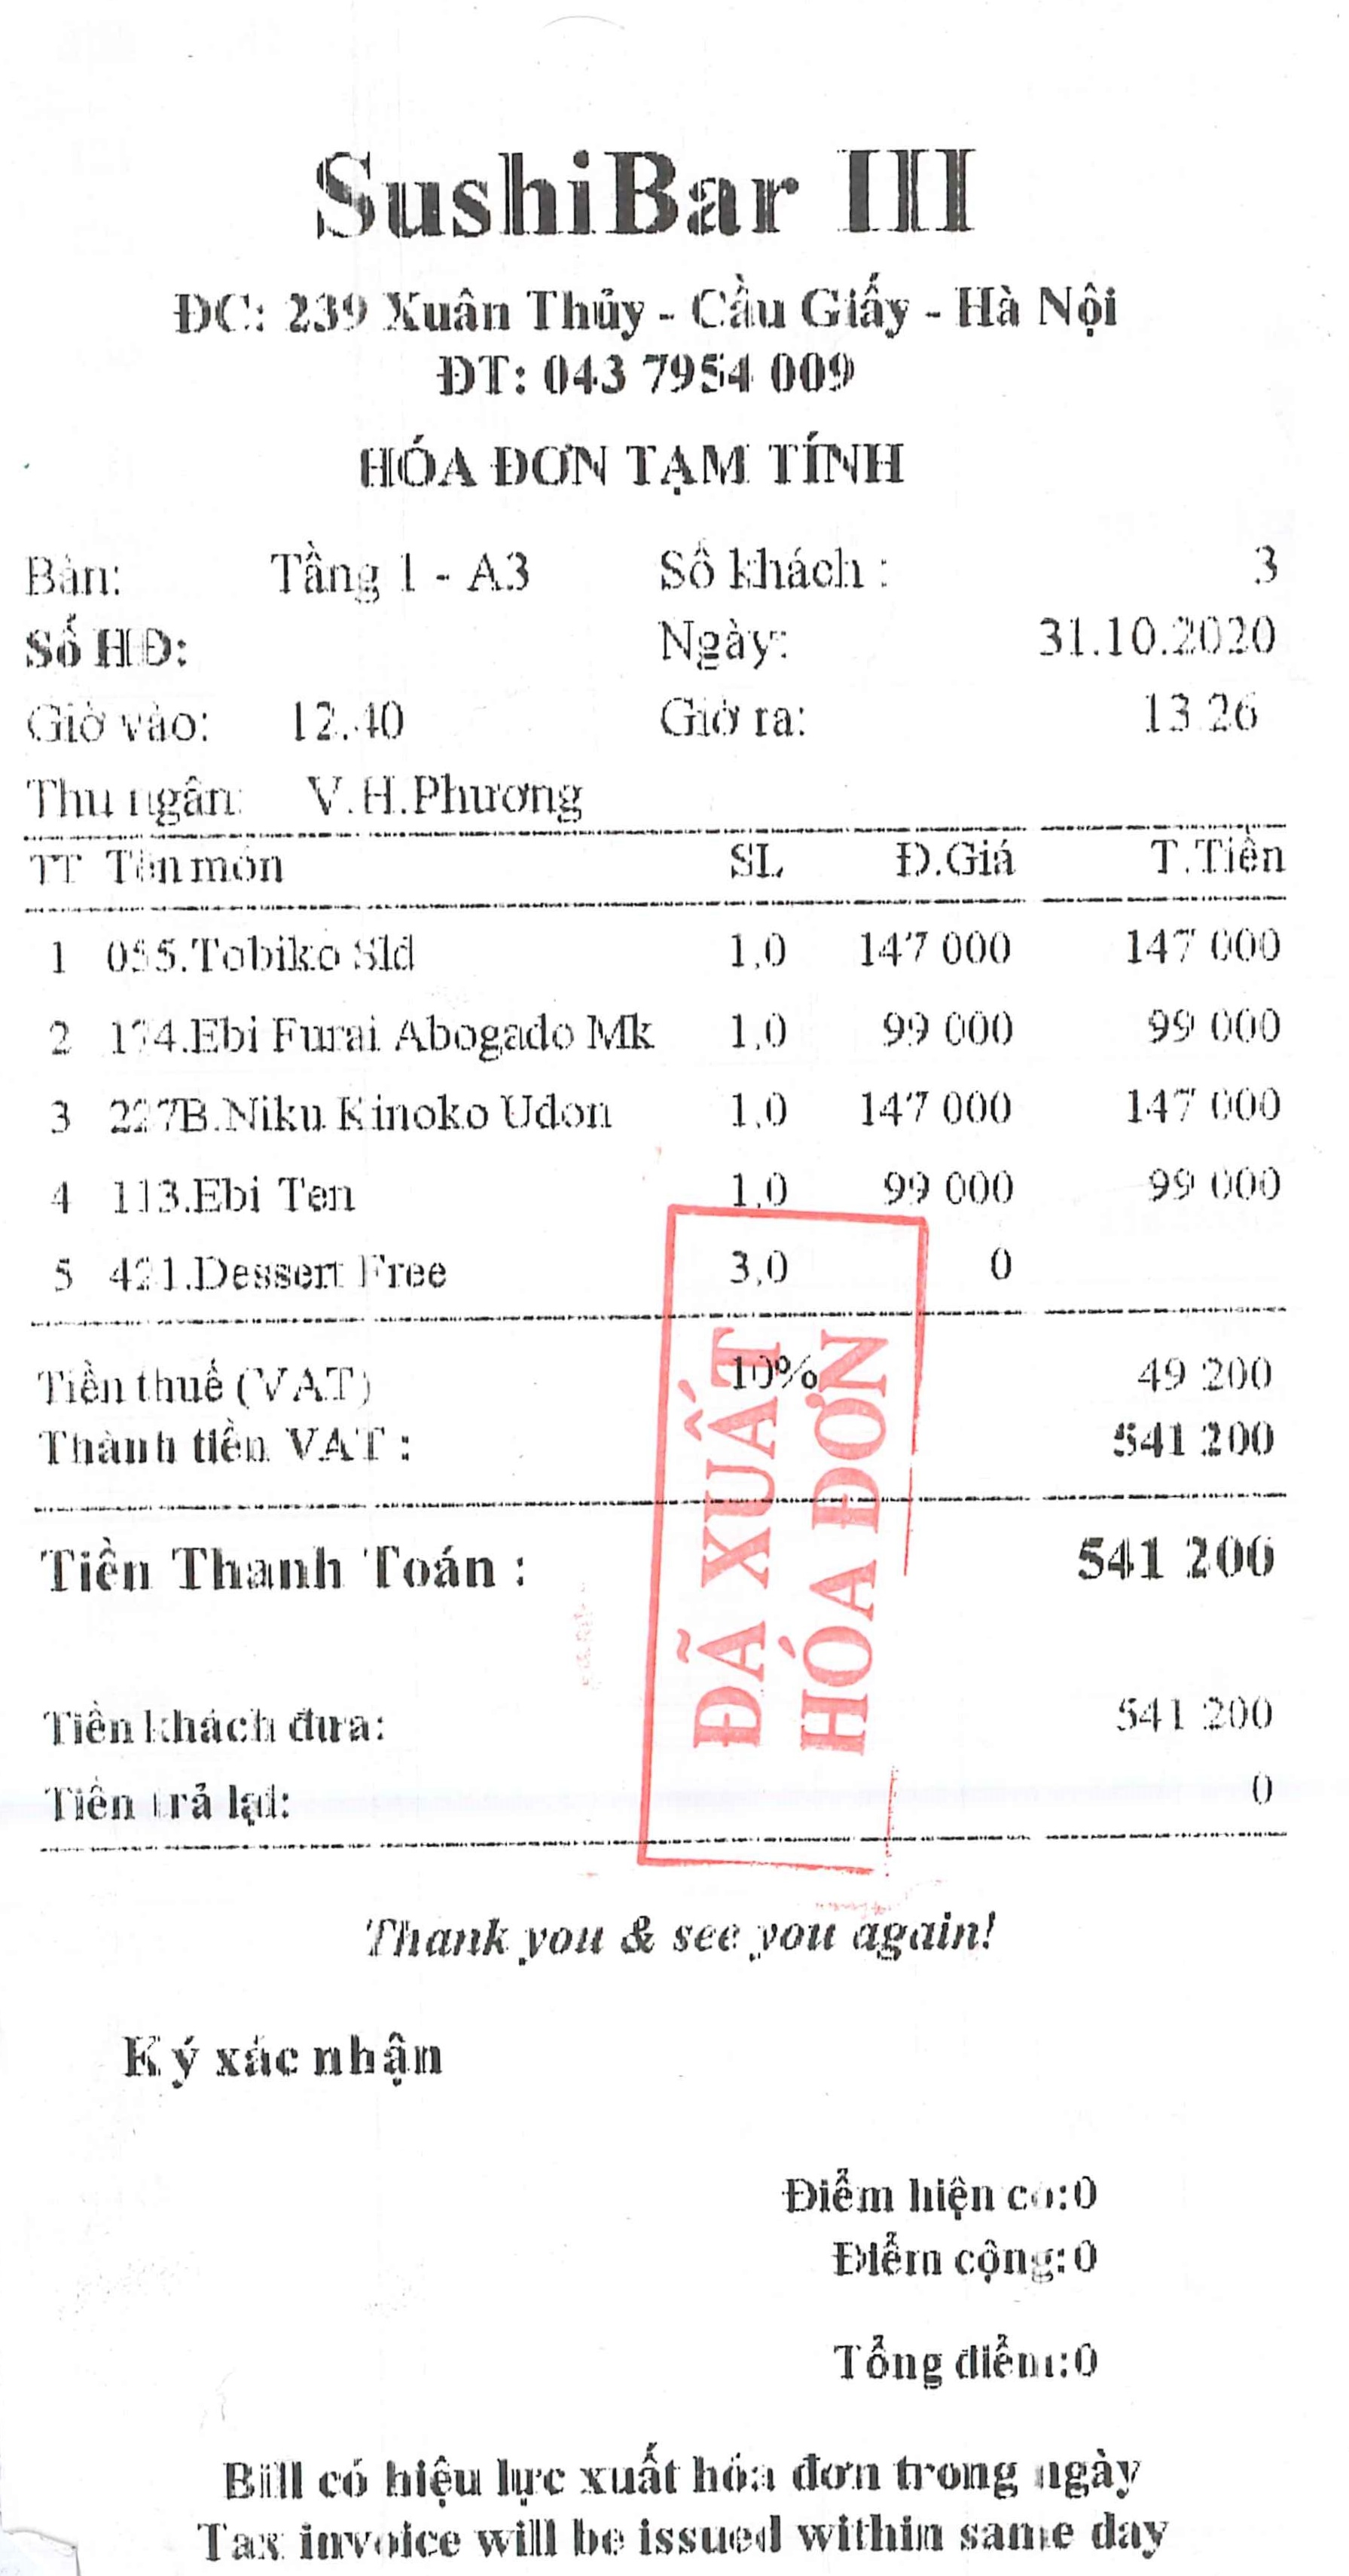 SushiBar III
ĐC: 239 Xuân Thủy - Cầu Giấy - Hà Nội
ĐT: 043 7954 009
HÓA ĐƠN TẠM TÍNH
Bàn: Tầng 1 - A3 Số khách : 3
Số HĐ: Ngày: 31.10.2020
Giờ vào: 12.40 Giờ ra: 13.26
Thu ngân: V.H.Phương
TT Tên món SL Đ.Giá T.Tiền
1 055.Tobiko Sld 1,0 147 000 147 000
2 174.Ebi Furai Abogado Mk 1,0 99 000 99 000
3 227B.Niku Kinoko Udon 1,0 147 000 147 000
4 113.Ebi Ten 1,0 99 000 99 000
5 421.Dessert Free 3,0 0
Tiền thuế (VAT) 10% 49 200
Thành tiền VAT : 541 200
Tiền Thanh Toán : 541 200
ĐÃ XUẤT
HÓA ĐƠN
Tiền khách đưa: 541 200
Tiền trả lại: 0
Thank you & see you again!
Ký xác nhận
Điểm hiện có:0
Điểm cộng:0
Tổng điểm:0
Bill có hiệu lực xuất hóa đơn trong ngày
Tax invoice will be issued within same day